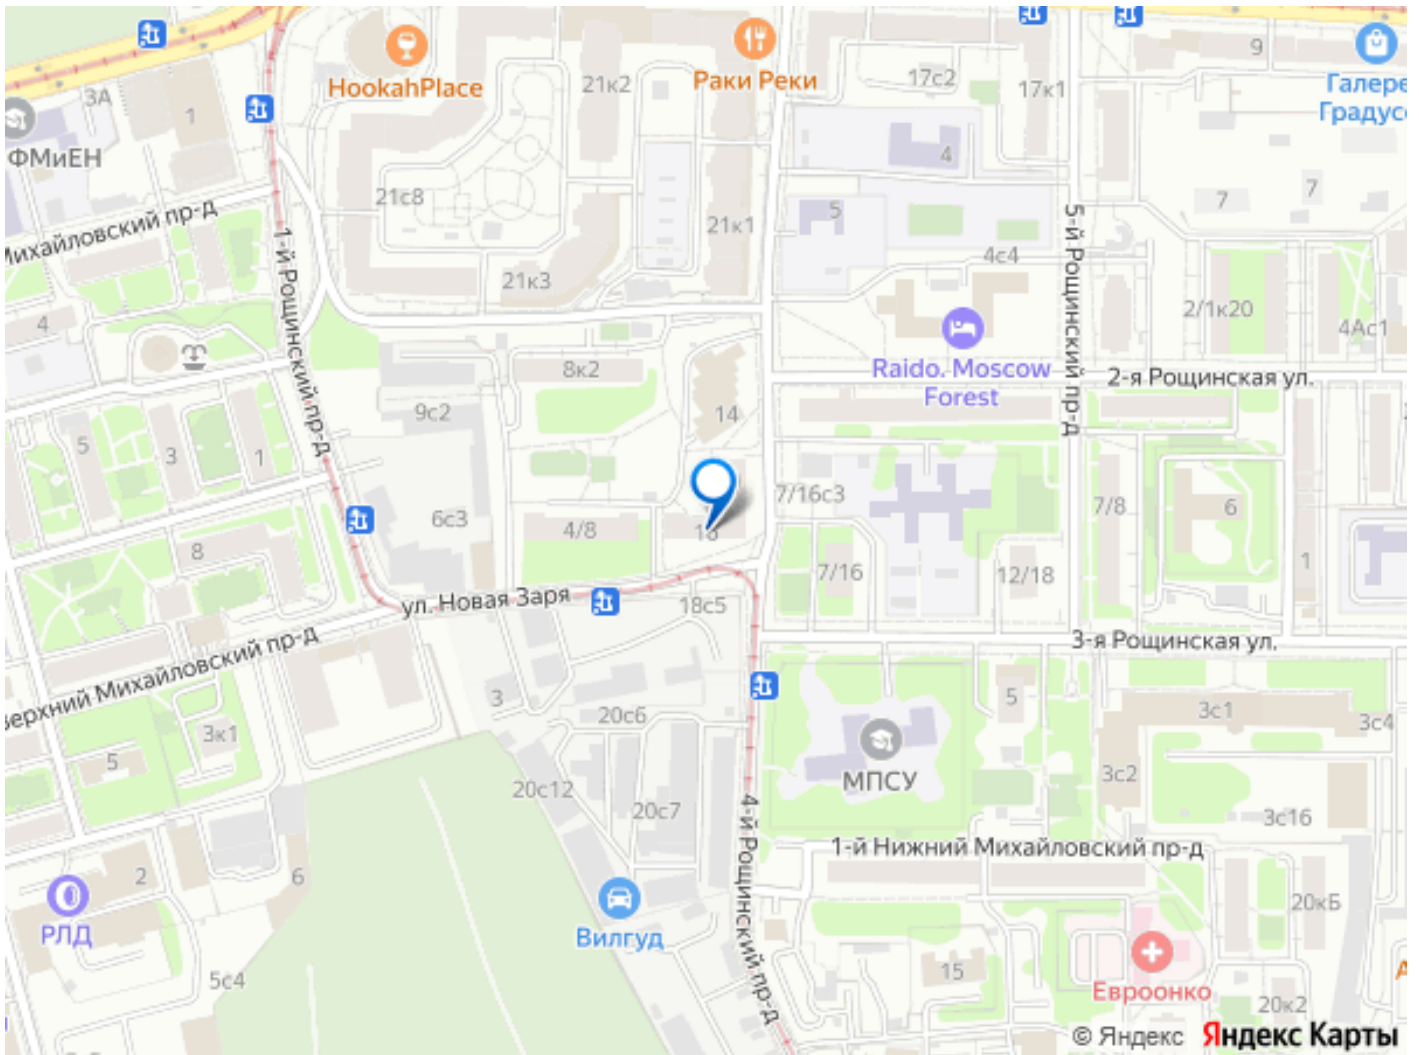 HookahPlace
21к2
Раки Реки
17с2
17к1
9
Галере
Градусо
3А
1
ФМиЕН
4
21с8
5
7
7
Михайловский пр-д
1-й Рощинский пр-д
21к1
5-й Рощинский пр-д
4с4
21к3
2/1к20
4
4Ас1
Raido. Moscow
Forest
8к2
2-я Рощинская ул.
9с2
14
5
3
1
7/16с3
7/8
6
6с3
4/8
8
1
7/16
12/18
ул. Новая Заря
18с5
3-я Рощинская ул.
верхний Михайловский пр-д
3
5
20с6
3с1
3с4
3к1
5
МПСУ
3с2
20с12
20с7
3с16
4-й Рощинский пр-д
1-й Нижний Михайловский пр-д
2
6
20кБ
РЛД
Вилгуд
15
5с4
Евроонко
20к2
© Яндекс Яндекс Карты